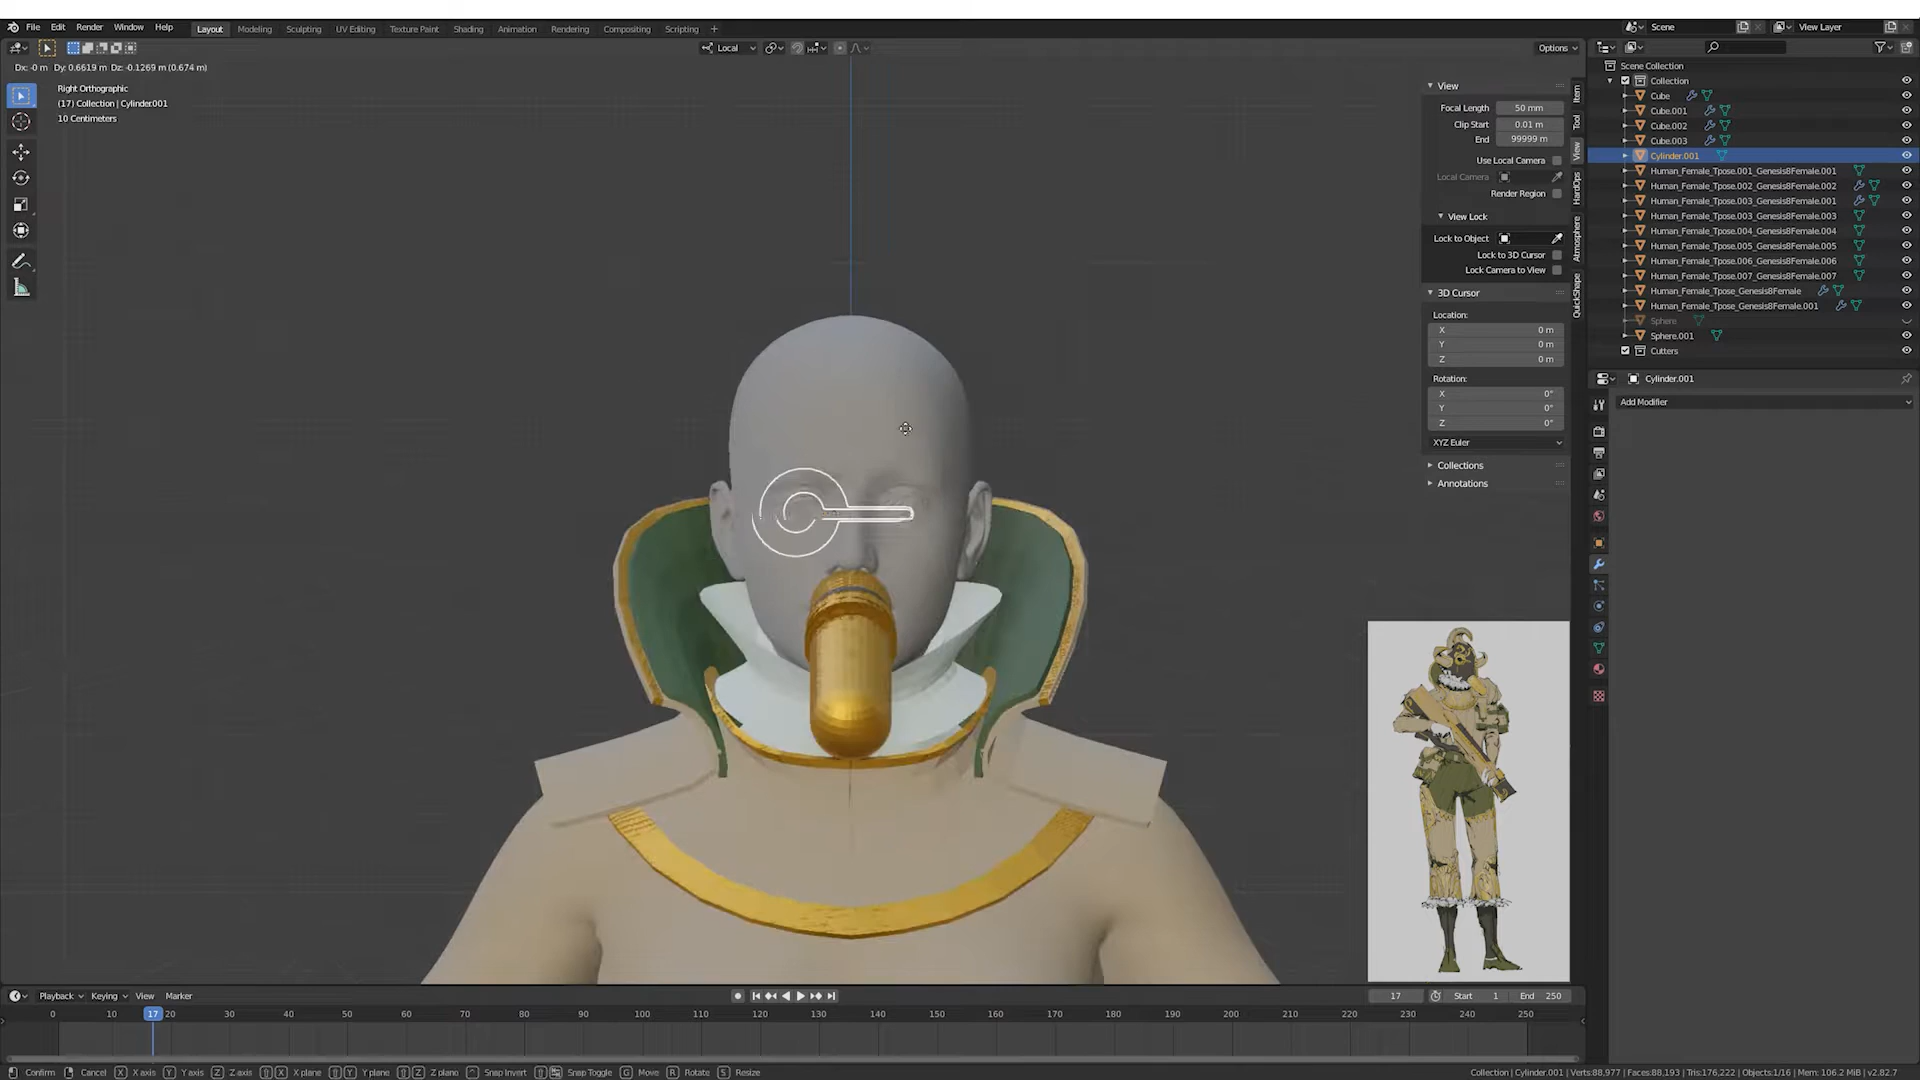 File Edit Render Window Help Layout Modeling Sculpting UV Editing Texture Paint Shading Animation Rendering Compositing Scripting + Scene View Layer
Local Options
Dx: -0 m Dy: 0.6619 m Dz: -0.1269 m (0.674 m)
Right Orthographic
(17) Collection | Cylinder.001
10 Centimeters
View
Focal Length 50 mm
Clip Start 0.01 m
End 99999 m
Use Local Camera
Local Camera
Render Region
View Lock
Lock to Object
Lock to 3D Cursor
Lock Camera to View
3D Cursor
Location:
X 0 m
Y 0 m
Z 0 m
Rotation:
X 0°
Y 0°
Z 0°
XYZ Euler
Collections
Annotations
Item
Tool
View
HardOps
Atmosphere
QuickShape
Scene Collection
Collection
Cube
Cube.001
Cube.002
Cube.003
Cylinder.001
Human_Female_Tpose.001_Genesis8Female.001
Human_Female_Tpose.002_Genesis8Female.002
Human_Female_Tpose.003_Genesis8Female.001
Human_Female_Tpose.003_Genesis8Female.003
Human_Female_Tpose.004_Genesis8Female.004
Human_Female_Tpose.005_Genesis8Female.005
Human_Female_Tpose.006_Genesis8Female.006
Human_Female_Tpose.007_Genesis8Female.007
Human_Female_Tpose_Genesis8Female
Human_Female_Tpose_Genesis8Female.001
Sphere
Sphere.001
Cutters
Cylinder.001
Add Modifier
Playback Keying View Marker 17 Start 1 End 250
0 10 17 20 30 40 50 60 70 80 90 100 110 120 130 140 150 160 170 180 190 200 210 220 230 240 250
Confirm Cancel X X axis Y Y axis Z Z axis X X plane Y Y plane Z Z plane Snap Invert Snap Toggle G Move R Rotate S Resize Collection | Cylinder.001 | Verts:88,977 | Faces:88,193 | Tris:176,222 | Objects:1/16 | Mem: 106.2 MiB | v2.82.7